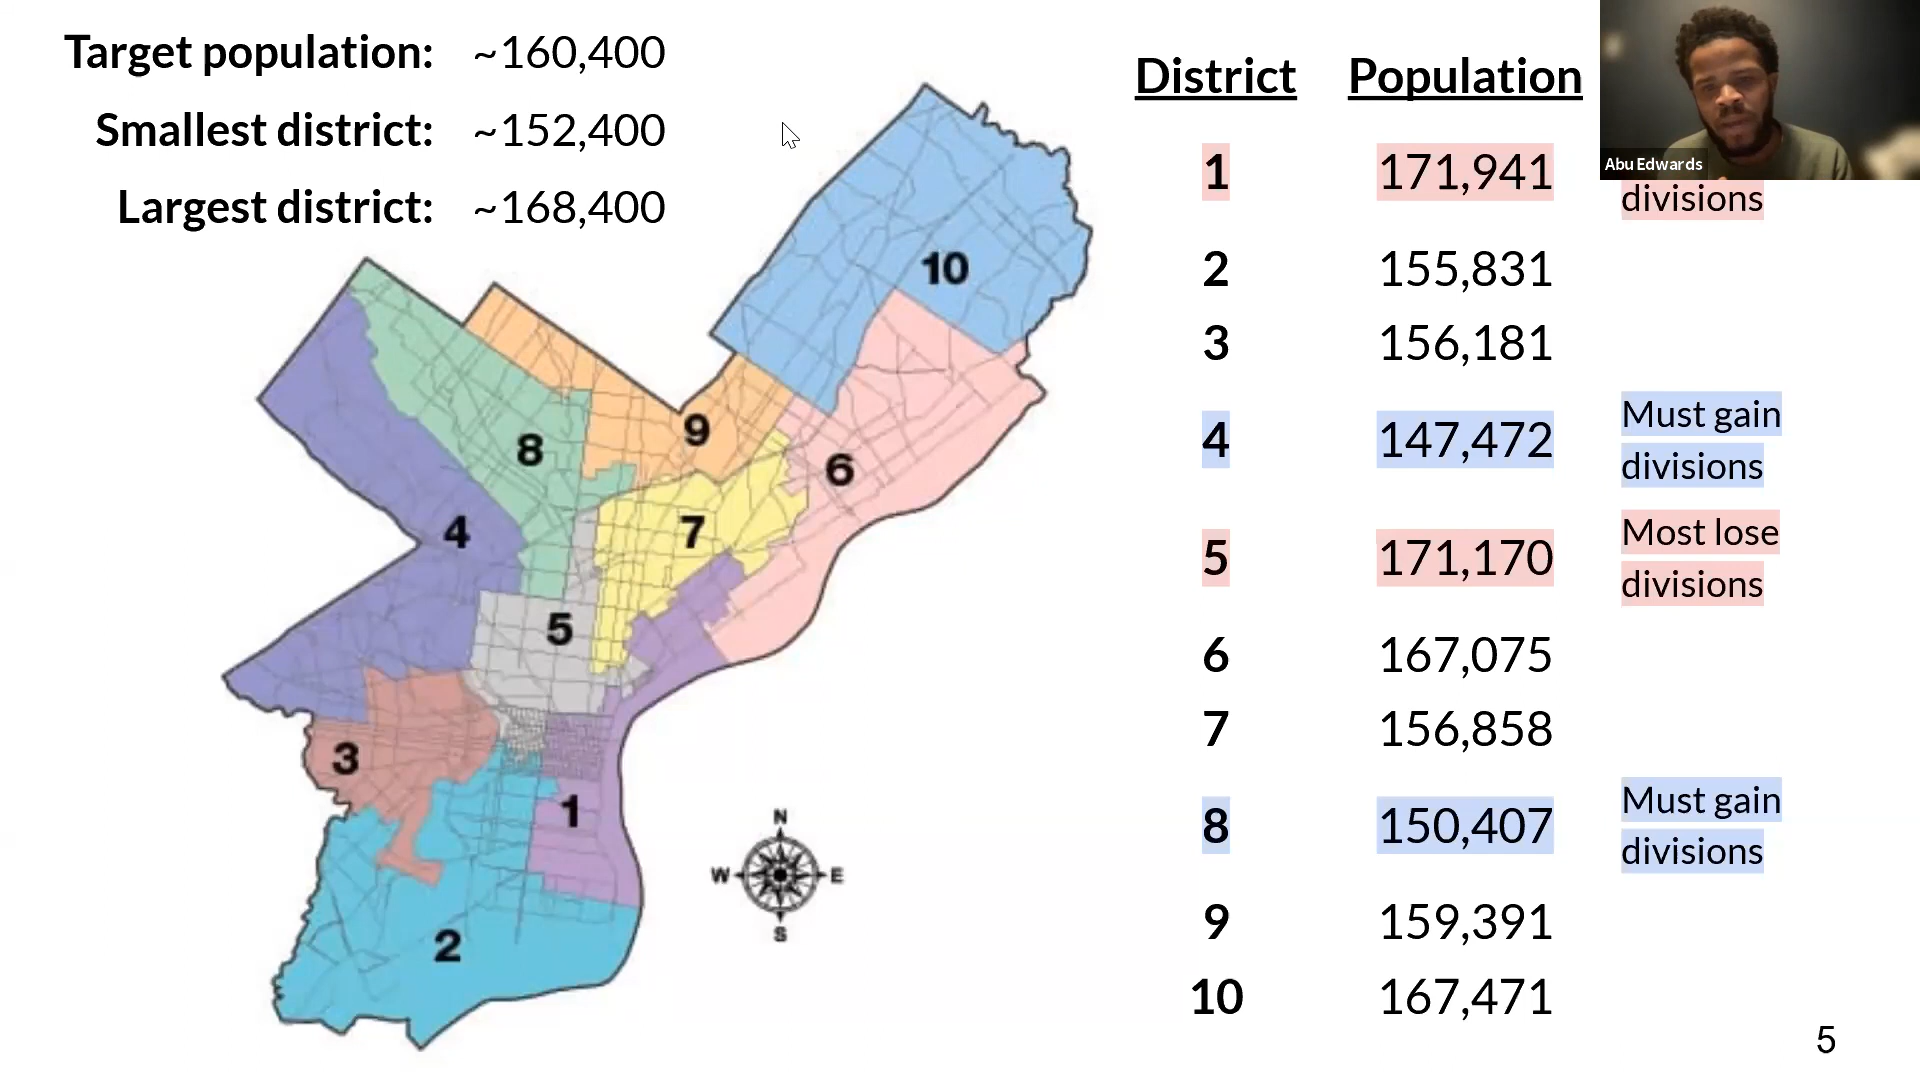 Target population: ~160,400
Smallest district: ~152,400
Largest district: ~168,400
District Population
1 171,941
divisions
2 155,831
3 156,181
4 147,472 Must gain
divisions
5 171,170 Most lose
divisions
6 167,075
7 156,858
8 150,407 Must gain
divisions
9 159,391
10 167,471
10
9
8
6
7
4
5
3
1
2
N
W E
S
Abu Edwards
5